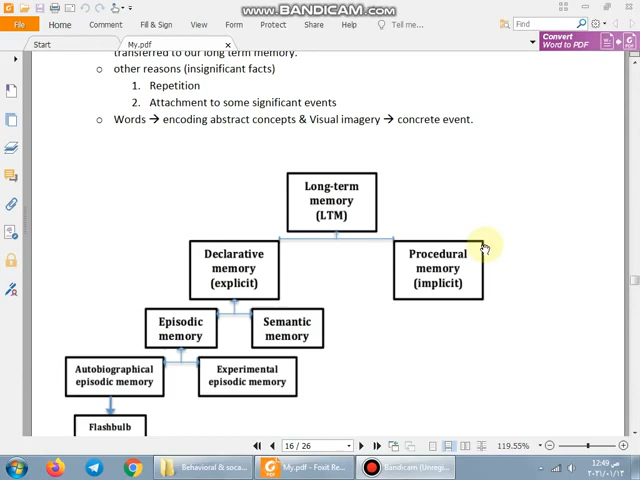 www.BANDICAM.com
File
Home
Comment
Fill & Sign
View
Form
Protect
Share
Help
Tell me...
Find
Start
My.pdf
Convert
Word to PDF
transferred to our long term memory.
o other reasons (insignificant facts)
1. Repetition
2. Attachment to some significant events
o Words → encoding abstract concepts & Visual imagery → concrete event.
Long-term
memory
(LTM)
Declarative
memory
(explicit)
Procedural
memory
(implicit)
Episodic
memory
Semantic
memory
Autobiographical
episodic memory
Experimental
episodic memory
Flashbulb
16 / 26
119.55%
Behavioral & soca...
My.pdf - Foxit Re...
Bandicam (Unregi...
12:49 ص
٢٠٢١/٠١/١٣